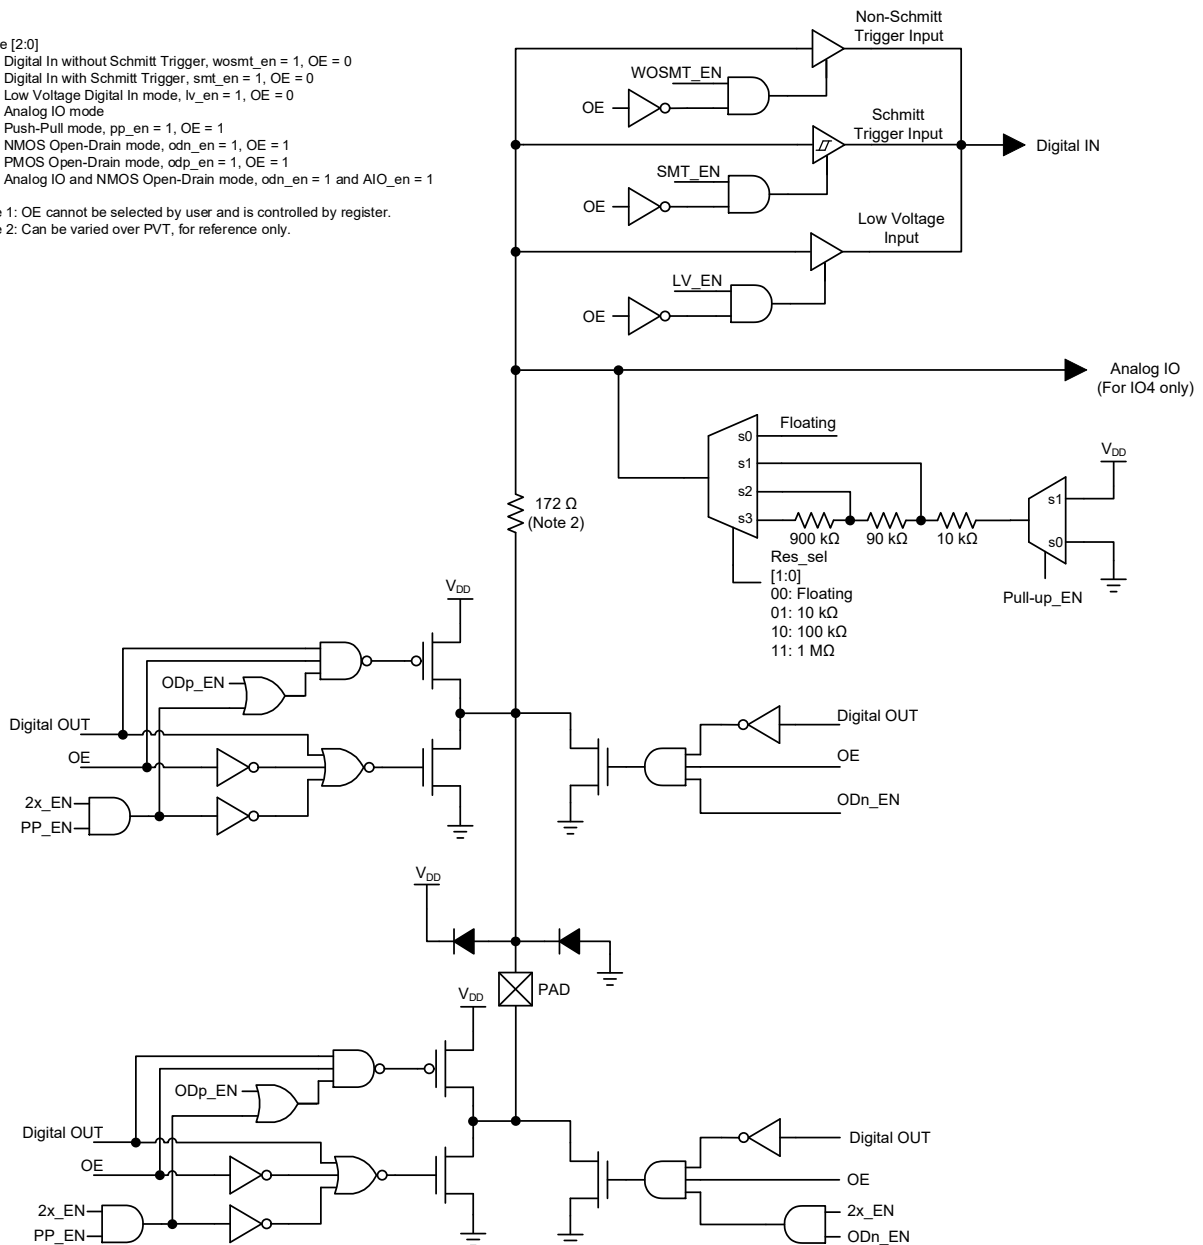 e [2:0]
Digital In without Schmitt Trigger, wosmt_en = 1, OE = 0
Digital In with Schmitt Trigger, smt_en = 1, OE = 0
Low Voltage Digital In mode, lv_en = 1, OE = 0
Analog IO mode
Push-Pull mode, pp_en = 1, OE = 1
NMOS Open-Drain mode, odn_en = 1, OE = 1
PMOS Open-Drain mode, odp_en = 1, OE = 1
Analog IO and NMOS Open-Drain mode, odn_en = 1 and AIO_en = 1
e 1: OE cannot be selected by user and is controlled by register.
e 2: Can be varied over PVT, for reference only.
Non-Schmitt
Trigger Input
WOSMT_EN
OE
Schmitt
Trigger Input
Digital IN
SMT_EN
OE
Low Voltage
Input
LV_EN
OE
Analog IO
(For IO4 only)
Floating
s0
s1
s2
s3
900 kΩ
90 kΩ
10 kΩ
VDD
s1
s0
Pull-up_EN
Res_sel
[1:0]
00: Floating
01: 10 kΩ
10: 100 kΩ
11: 1 MΩ
172 Ω
(Note 2)
VDD
ODp_EN
Digital OUT
OE
2x_EN
PP_EN
Digital OUT
OE
ODn_EN
VDD
PAD
VDD
ODp_EN
Digital OUT
OE
2x_EN
PP_EN
Digital OUT
OE
2x_EN
ODn_EN